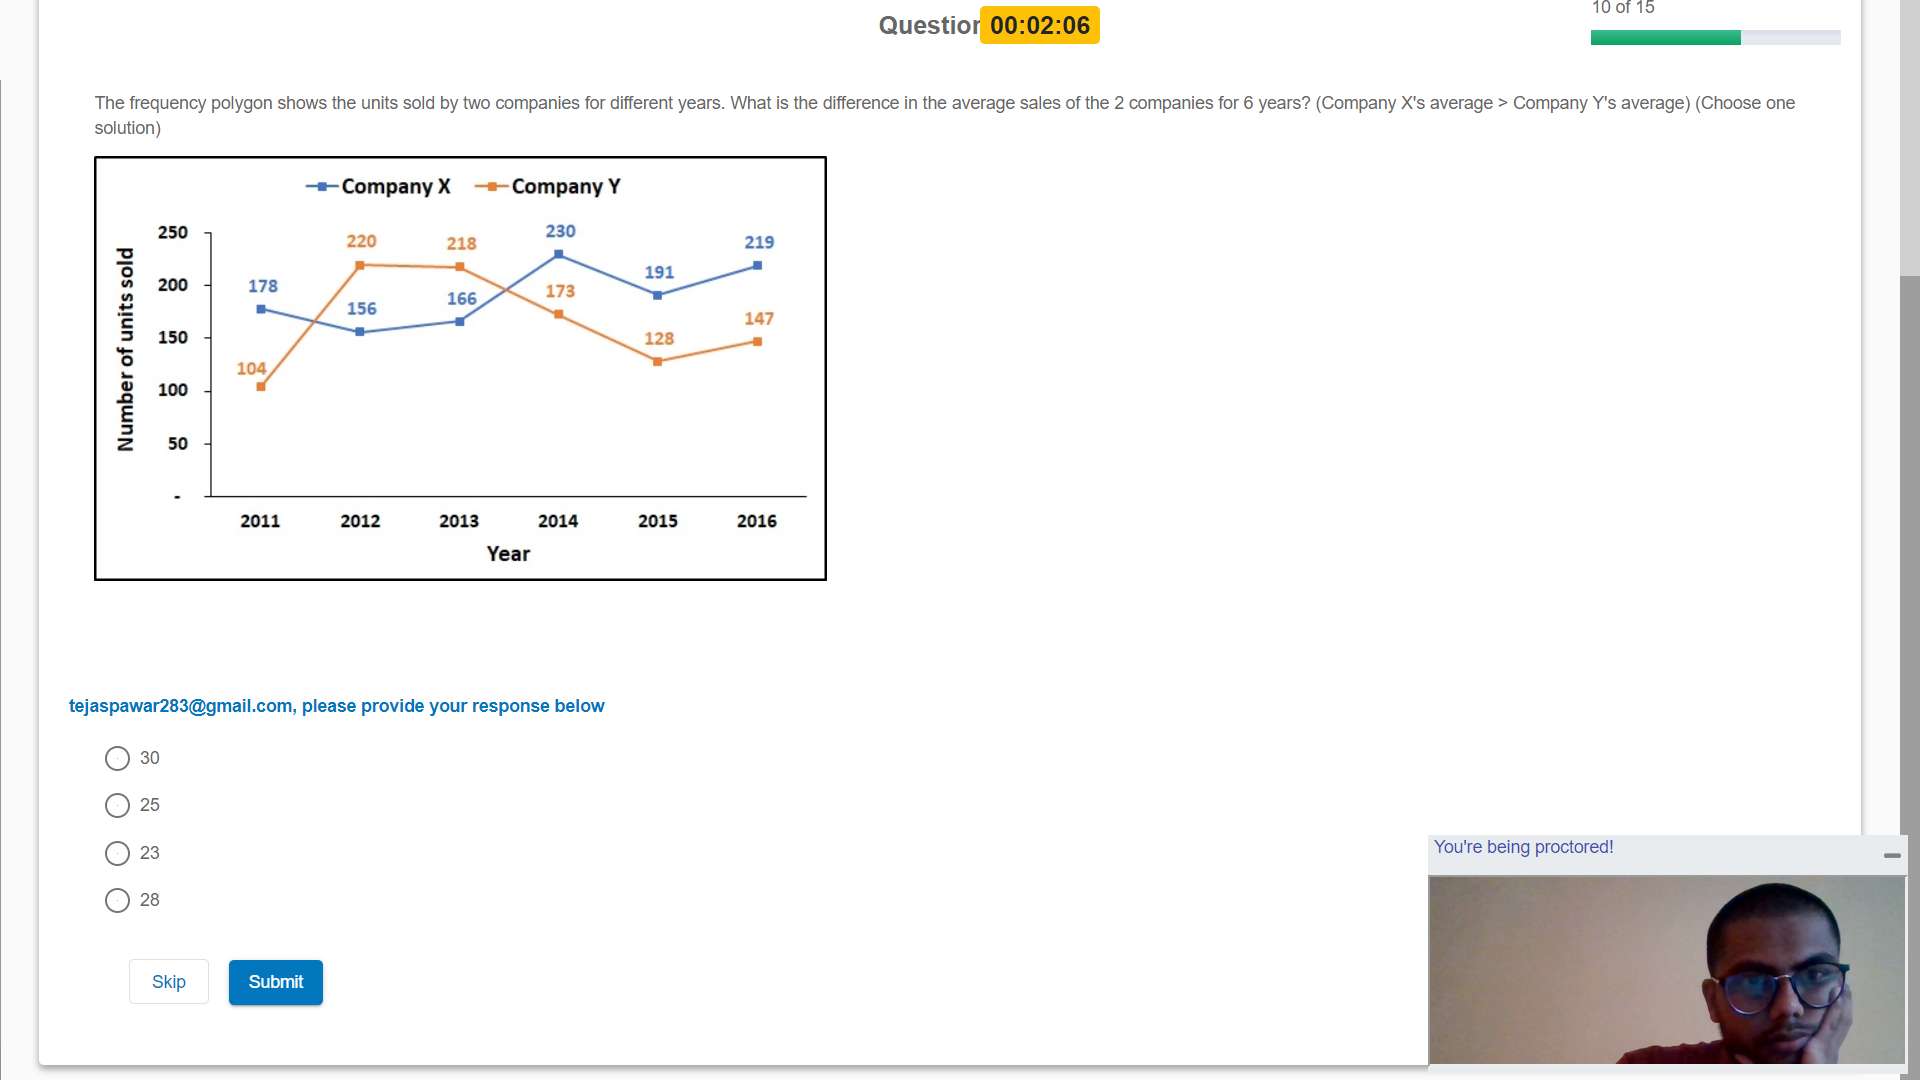 10 of 15
Question
00:02:06
The frequency polygon shows the units sold by two companies for different years. What is the difference in the average sales of the 2 companies for 6 years? (Company X's average > Company Y's average) (Choose one
solution)
Company X Company Y
250
200
150
100
50
-
Number of units sold
178 156 166 230 191 219
104 220 218 173 128 147
2011 2012 2013 2014 2015 2016
Year
tejaspawar283@gmail.com, please provide your response below
30
25
23
28
Skip Submit
You're being proctored!